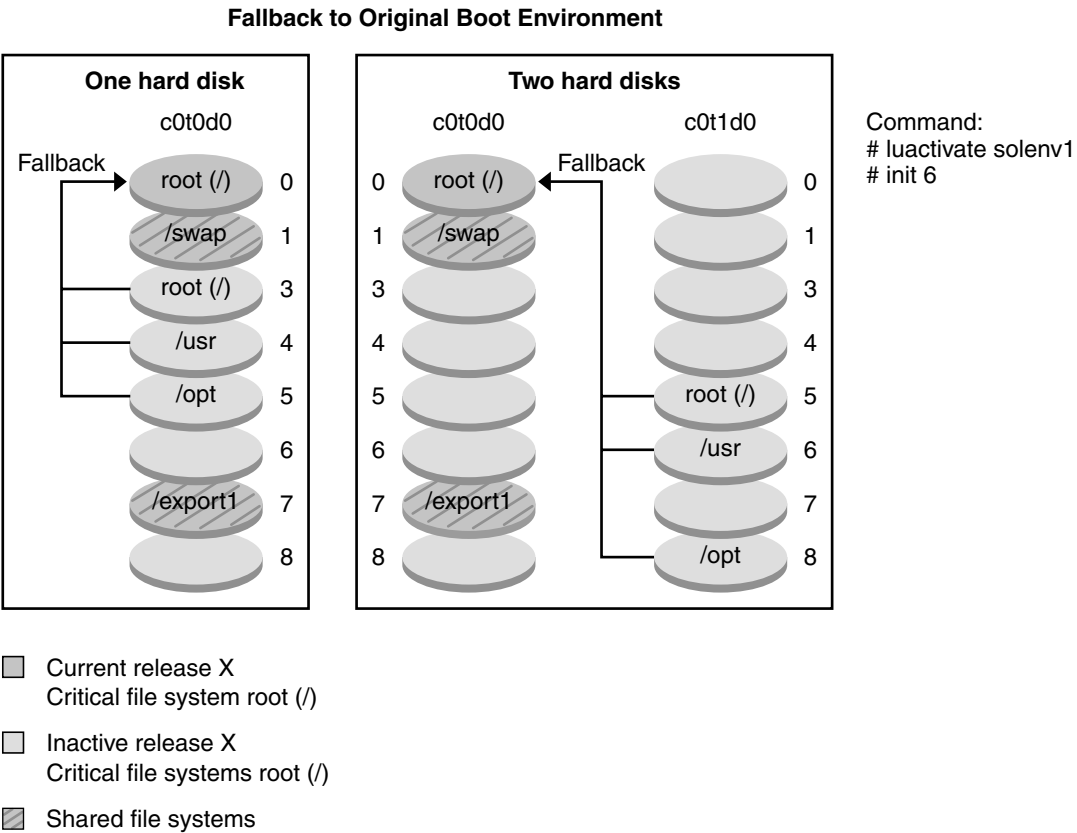 Fallback to Original Boot Environment
One hard disk
c0t0d0
Fallback
root (/) 0
/swap 1
root (/) 3
/usr 4
/opt 5
6
/export1 7
8
Two hard disks
c0t0d0 c0t1d0
Fallback
0 root (/) 0
1 /swap 1
3 3
4 4
5 root (/) 5
6 /usr 6
7 /export1 7
8 /opt 8
Command:
# luactivate solenv1
# init 6
Current release X
Critical file system root (/)
Inactive release X
Critical file systems root (/)
Shared file systems